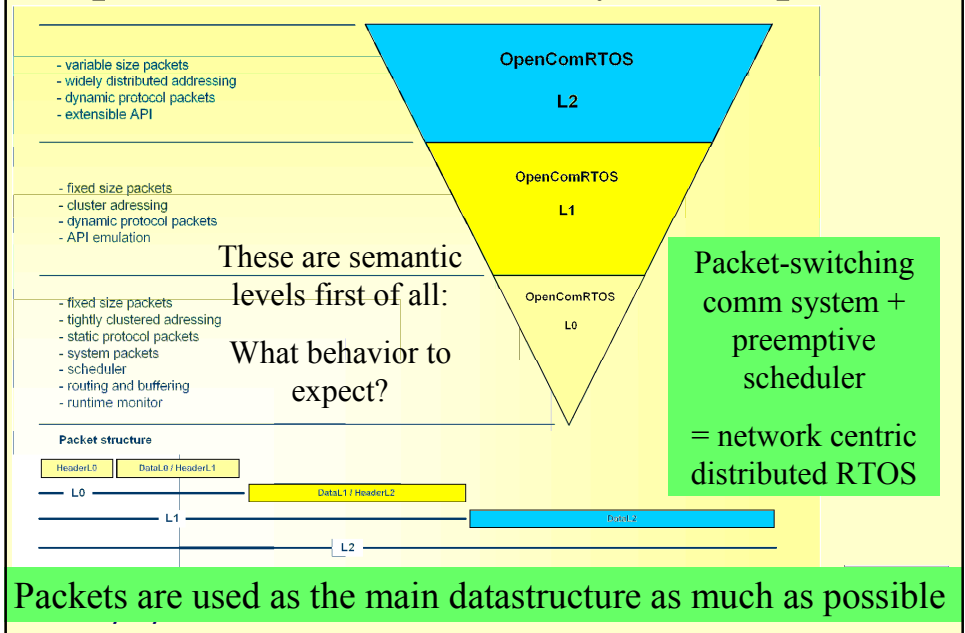 - variable size packets
- widely distributed addressing
- dynamic protocol packets
- extensible API
OpenComRTOS
L2
- fixed size packets
- cluster adressing
- dynamic protocol packets
- API emulation
OpenComRTOS
L1
- fixed size packets
- tightly clustered adressing
- static protocol packets
- system packets
- scheduler
- routing and buffering
- runtime monitor
OpenComRTOS
L0
These are semantic
levels first of all:
What behavior to
expect?
Packet-switching
comm system +
preemptive
scheduler
= network centric
distributed RTOS
Packet structure
HeaderL0
DataL0 / HeaderL1
L0
DataL1 / HeaderL2
L1
DataL2
L2
Packets are used as the main datastructure as much as possible